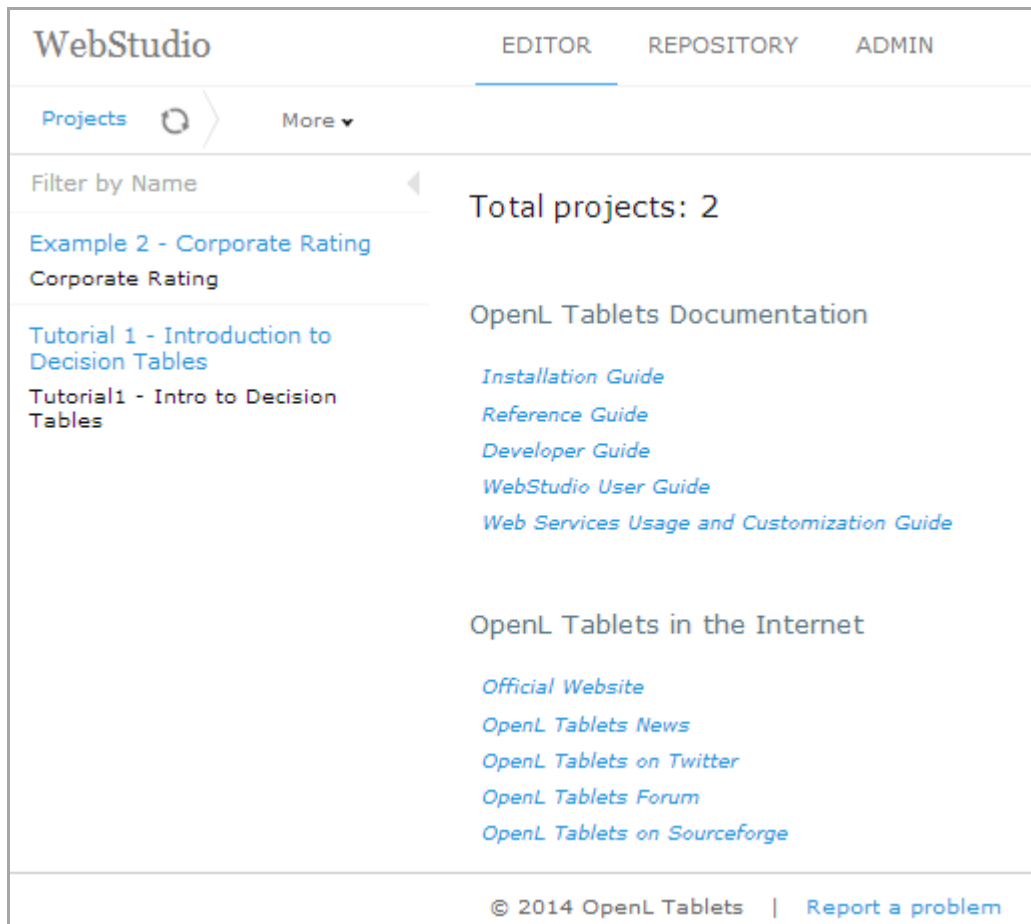 WebStudio
EDITOR REPOSITORY ADMIN
Projects More
Filter by Name
Example 2 - Corporate Rating
Corporate Rating
Tutorial 1 - Introduction to
Decision Tables
Tutorial1 - Intro to Decision
Tables
Total projects: 2
OpenL Tablets Documentation
Installation Guide
Reference Guide
Developer Guide
WebStudio User Guide
Web Services Usage and Customization Guide
OpenL Tablets in the Internet
Official Website
OpenL Tablets News
OpenL Tablets on Twitter
OpenL Tablets Forum
OpenL Tablets on Sourceforge
© 2014 OpenL Tablets | Report a problem